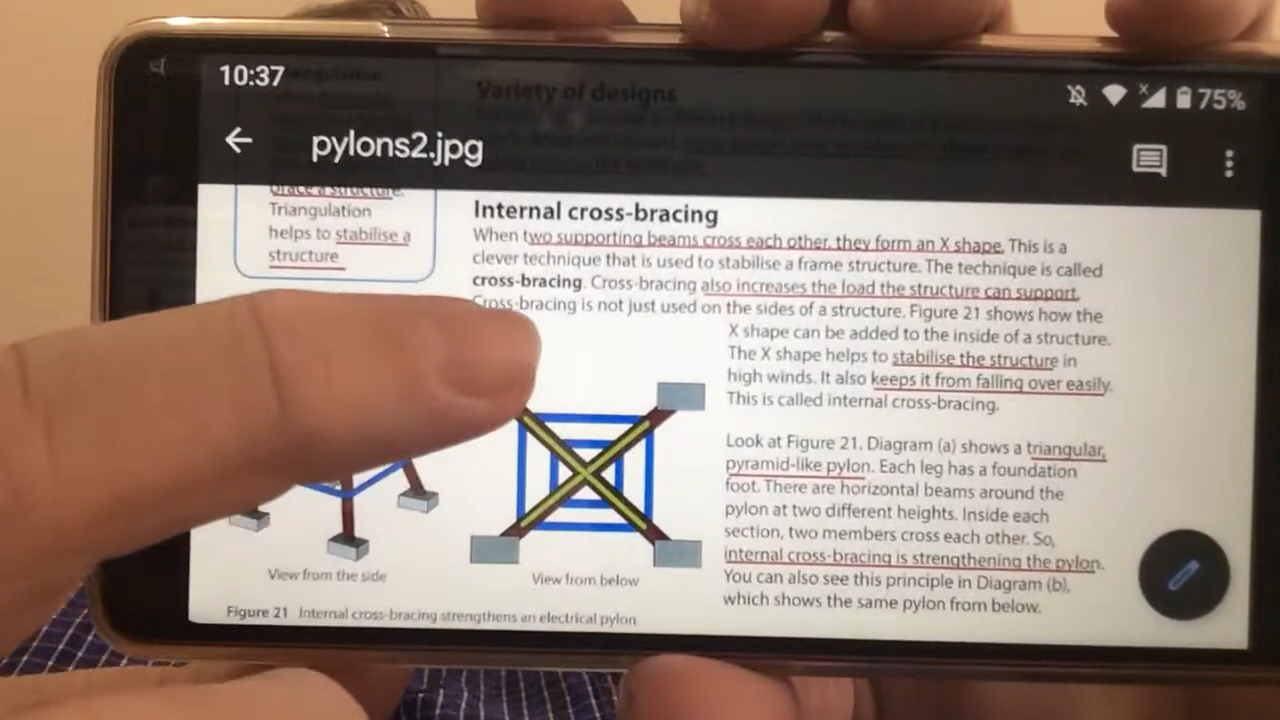 10:37
75%
pylons2.jpg
Variety of designs
brace a structure.
Triangulation
helps to stabilise a
structure
Internal cross-bracing
When two supporting beams cross each other, they form an X shape. This is a
clever technique that is used to stabilise a frame structure. The technique is called
cross-bracing. Cross-bracing also increases the load the structure can support.
Cross-bracing is not just used on the sides of a structure. Figure 21 shows how the
X shape can be added to the inside of a structure.
The X shape helps to stabilise the structure in
high winds. It also keeps it from falling over easily.
This is called internal cross-bracing.
Look at Figure 21. Diagram (a) shows a triangular,
pyramid-like pylon. Each leg has a foundation
foot. There are horizontal beams around the
pylon at two different heights. Inside each
section, two members cross each other. So,
internal cross-bracing is strengthening the pylon.
You can also see this principle in Diagram (b),
which shows the same pylon from below.
View from the side
View from below
Figure 21 Internal cross-bracing strengthens an electrical pylon